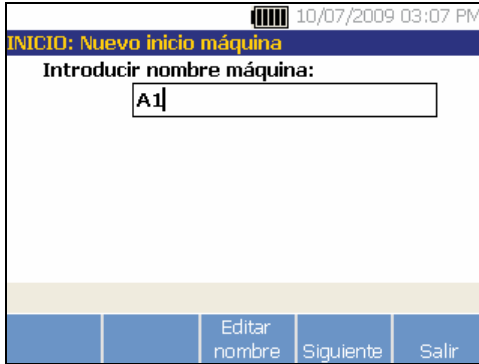 10/07/2009 03:07 PM
INICIO: Nuevo inicio máquina
Introducir nombre máquina:
A1
Editar
nombre Siguiente Salir